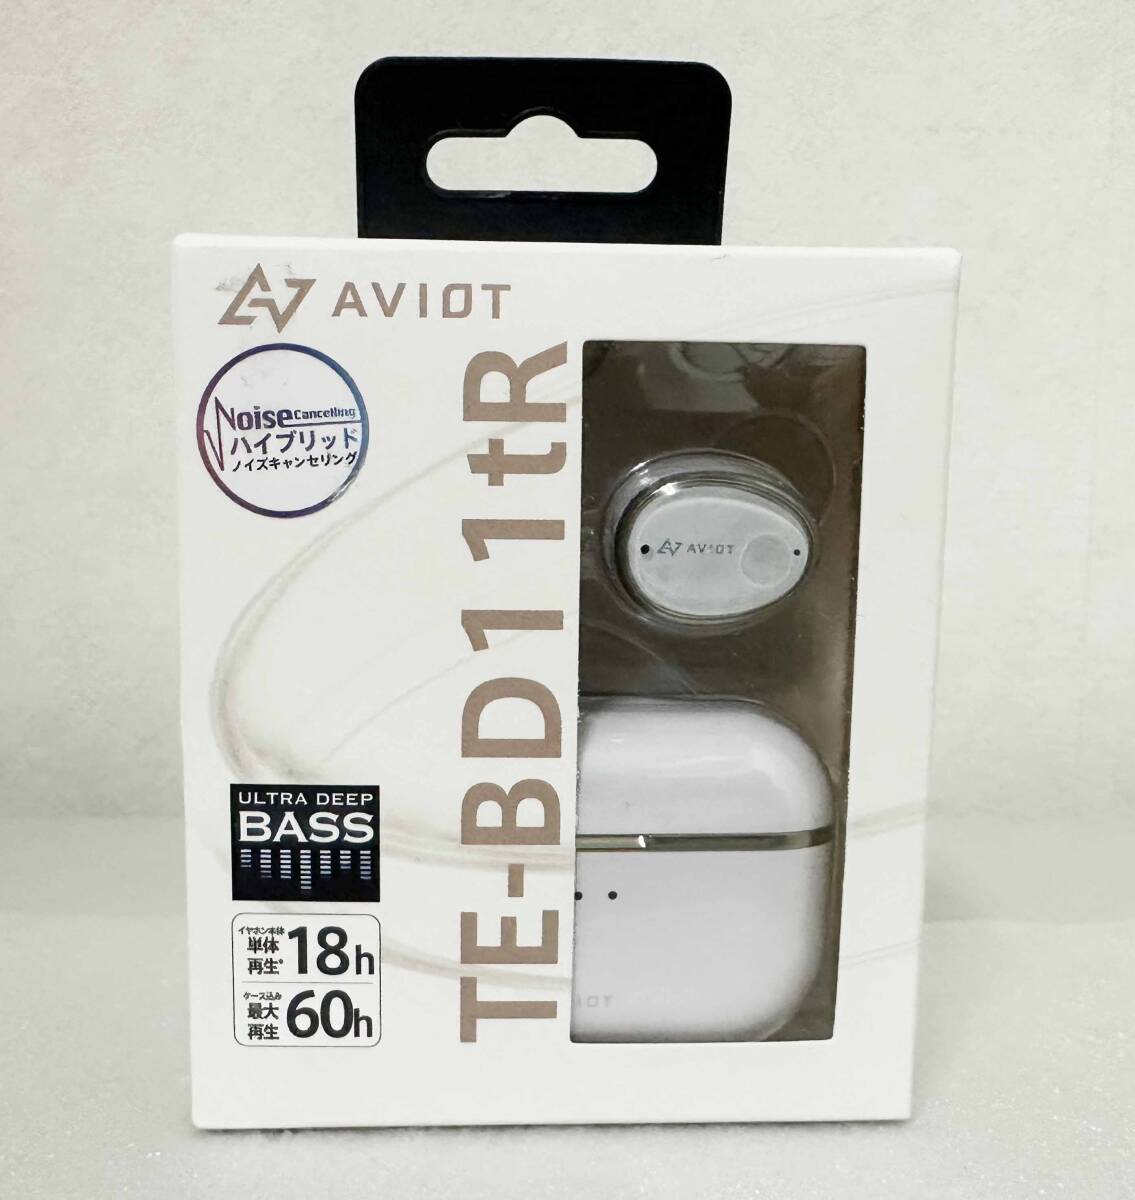 AVIOT
Noise Cancelling
ハイブリッド
ノイズキャンセリング
TE-BD11tR
AVIOT
ULTRA DEEP
BASS
イヤホン本体
単体
再生* 18h
ケース込み
最大
再生 60h
VIOT